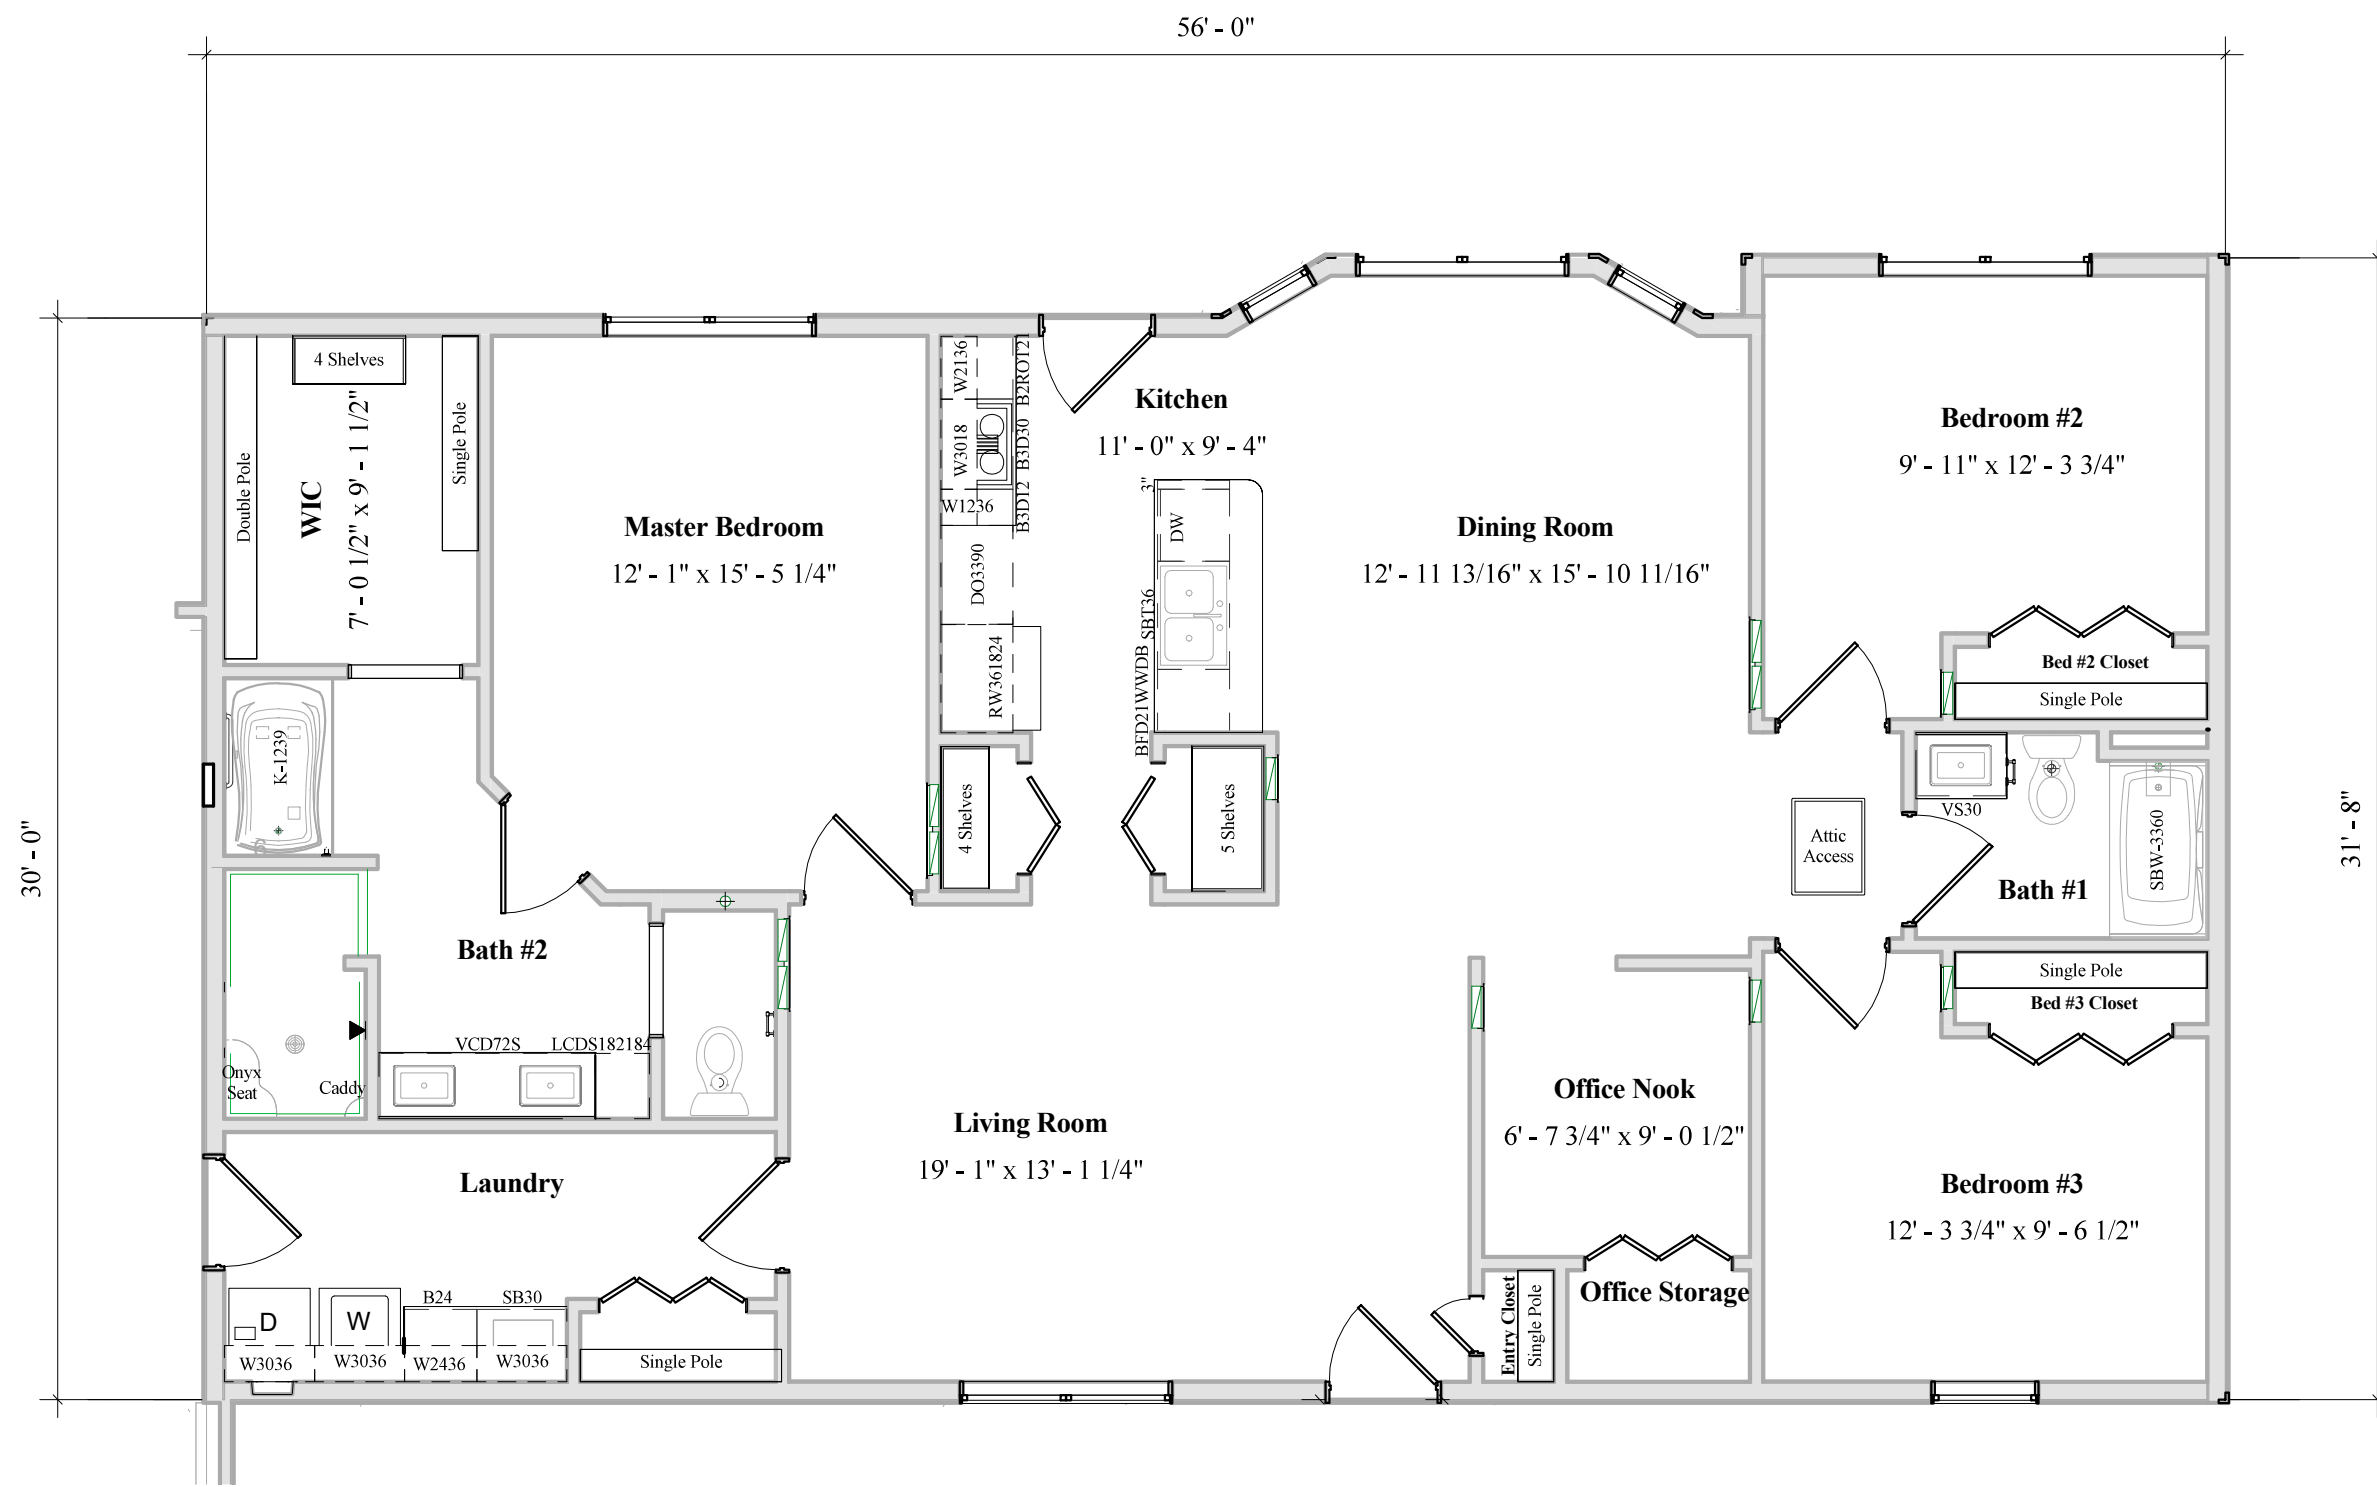 56' - 0"
30' - 0"
31' - 8"
4 Shelves
Double Pole
WIC
7' - 0 1/2" x 9' - 1 1/2"
Single Pole
Master Bedroom
12' - 1" x 15' - 5 1/4"
W2136
B2ROT21
W3018
B3D30
W1236
B3D12
DO3390
RW361824
Kitchen
11' - 0" x 9' - 4"
3"
DW
SBT36
BFD21WWDB
4 Shelves
5 Shelves
Dining Room
12' - 11 13/16" x 15' - 10 11/16"
Bedroom #2
9' - 11" x 12' - 3 3/4"
Bed #2 Closet
Single Pole
VS30
SBW-3360
Bath #1
Attic
Access
Single Pole
Bed #3 Closet
Bedroom #3
12' - 3 3/4" x 9' - 6 1/2"
K-1239
Bath #2
VCD72S
LCDS182184
Onyx
Seat
Caddy
Laundry
D
W
B24
SB30
W3036
W3036
W2436
W3036
Single Pole
Living Room
19' - 1" x 13' - 1 1/4"
Office Nook
6' - 7 3/4" x 9' - 0 1/2"
Office Storage
Entry Closet
Single Pole